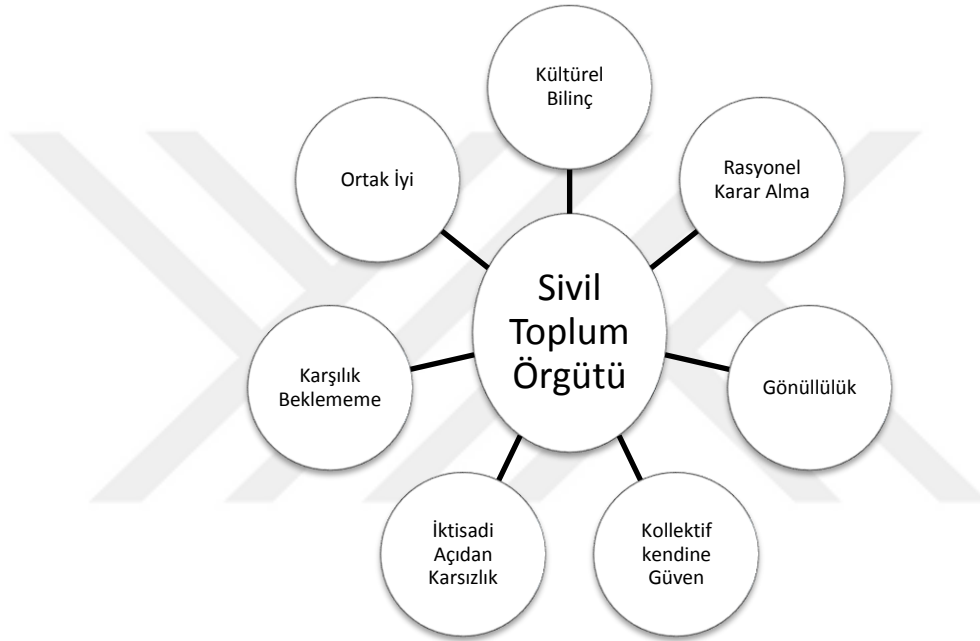 Kültürel
Bilinç
Rasyonel
Karar Alma
Gönüllülük
Kollektif
kendine
Güven
İktisadi
Açıdan
Karsızlık
Karşılık
Beklememe
Ortak İyi
Sivil
Toplum
Örgütü